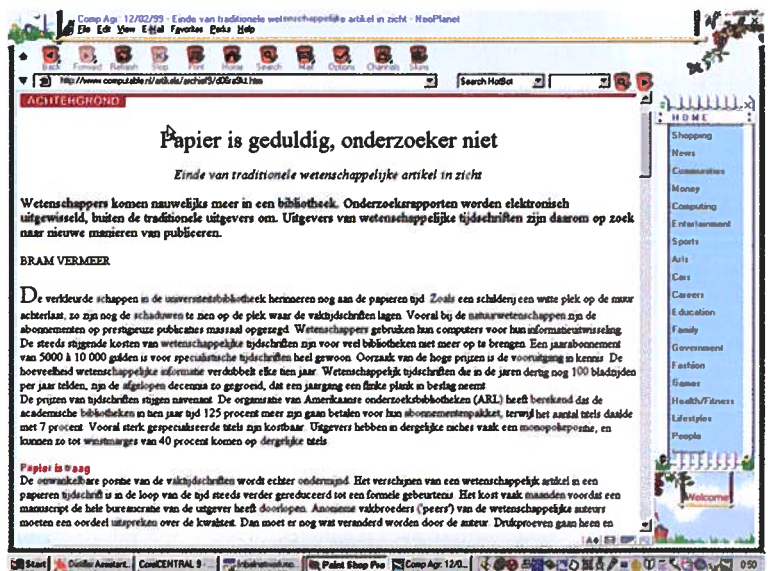 Comp Agr: 12/02/99 - Einde van traditionele wetenschappelijke artikel in zicht - NeoPlanet
File Edit View E-Mail Favorites Perks Help
Back Forward Refresh Stop Print Home Search Mail Options Channels Skins
http://www.computable.nl/artikels/archief9/d06ra9kt.htm Search HotBot
ACHTERGROND
Papier is geduldig, onderzoeker niet
Einde van traditionele wetenschappelijke artikel in zicht
Wetenschappers komen nauwelijks meer in een bibliotheek. Onderzoeksrapporten worden elektronisch
uitgewisseld, buiten de traditionele uitgevers om. Uitgevers van wetenschappelijke tijdschriften zijn daarom op zoek
naar nieuwe manieren van publiceren.
BRAM VERMEER
De verkleurde schappen in de universiteitsbibliotheek herinneren nog aan de papieren tijd. Zoals een schilderij een witte plek op de muur
achterlaat, zo zijn nog de schaduwen te zien op de plek waar de vaktijdschriften lagen. Vooral bij de natuurwetenschappen zijn de
abonnementen op prestigieuze publicaties massaal opgezegd. Wetenschappers gebruiken hun computers voor hun informatieuitwisseling.
De steeds stijgende kosten van wetenschappelijke tijdschriften zijn voor veel bibliotheken niet meer op te brengen. Een jaarabonnement
van 5000 à 10 000 gulden is voor specialistische tijdschriften heel gewoon. Oorzaak van de hoge prijzen is de vooruitgang in kennis. De
hoeveelheid wetenschappelijke informatie verdubbelt elke tien jaar. Wetenschappelijk tijdschriften die in de jaren dertig nog 100 bladzijden
per jaar telden, zijn de afgelopen decennia zo gegroeid, dat een jaargang een flinke plank in beslag neemt.
De prijzen van tijdschriften stijgen navenant. De organisatie van Amerikaanse onderzoeksbibliotheken (ARL) heeft berekend dat de
academische bibliotheken in tien jaar tijd 125 procent meer zijn gaan betalen voor hun abonnementenpakket, terwijl het aantal titels daalde
met 7 procent. Vooral sterk gespecialiseerde titels zijn kostbaar. Uitgevers hebben in dergelijke niches vaak een monopoliepositie, en
kunnen zo tot winstmarges van 40 procent komen op dergelijke titels.
Papier is traag
De onwankelbare positie van de vaktijdschriften wordt echter ondermijnd. Het verschijnen van een wetenschappelijk artikel in een
papieren tijdschrift is in de loop van de tijd steeds verder gereduceerd tot een formele gebeurtenis. Het kost vaak maanden voordat een
manuscript de hele bureaucratie van de uitgever heeft doorlopen. Anonieme vakbroeders ('peers') van de wetenschappelijke auteurs
moeten een oordeel uitspreken over de kwaliteit. Dan moet er nog wat veranderd worden door de auteur. Drukproeven gaan heen en
HOME
Shopping
News
Communities
Money
Computing
Entertainment
Sports
Arts
Cars
Careers
Education
Family
Government
Fashion
Games
Health/Fitness
Lifestyles
People
Welcome
Start Distiller Assistant.. CorelCENTRAL 9 - Paint Shop Pro Comp Agr: 12/0... 0:50